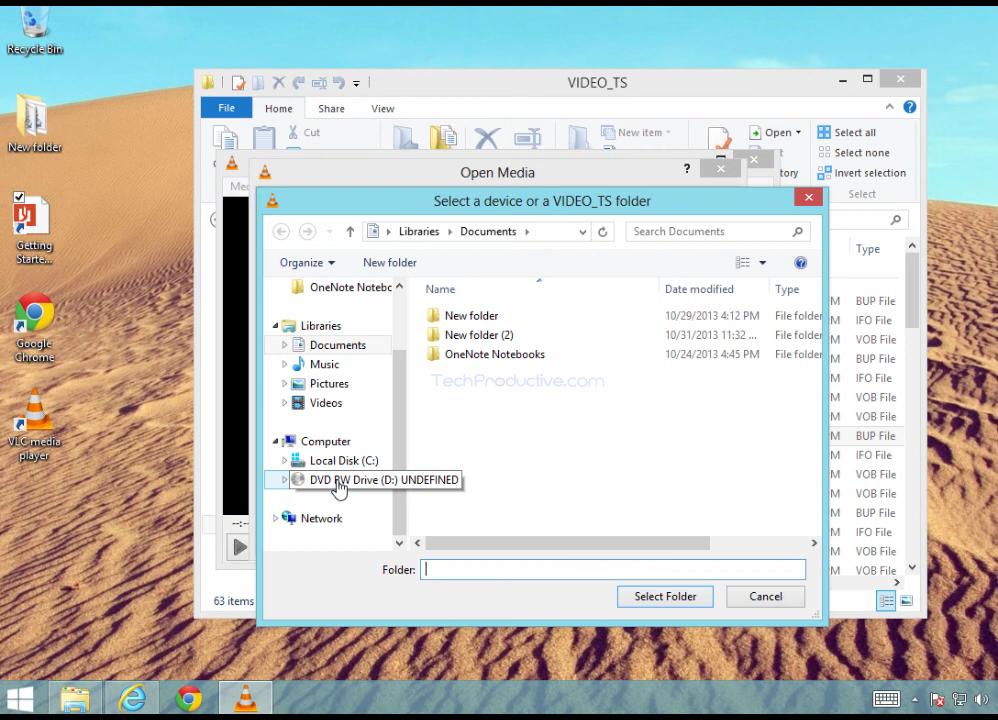 Recycle Bin
New folder
Getting
Starte...
Google
Chrome
VLC media
player
VIDEO_TS
File Home Share View
Cut
New item
Open
Select all
Select none
Invert selection
Select
tory
Open Media
?
Me
Select a device or a VIDEO_TS folder
Libraries Documents
Search Documents
Organize New folder
OneNote Notebc
Libraries
Documents
Music
Pictures
Videos
Computer
Local Disk (C:)
DVD RW Drive (D:) UNDEFINED
Network
Name Date modified Type
New folder 10/29/2013 4:12 PM File folder
New folder (2) 10/31/2013 11:32 ... File folder
OneNote Notebooks 10/24/2013 4:45 PM File folder
TechProductive.com
Folder:
Select Folder Cancel
Type
M BUP File
M IFO File
M VOB File
M BUP File
M IFO File
M VOB File
M VOB File
M BUP File
M IFO File
M VOB File
M VOB File
M BUP File
M IFO File
M VOB File
M VOB File
--:-
63 items